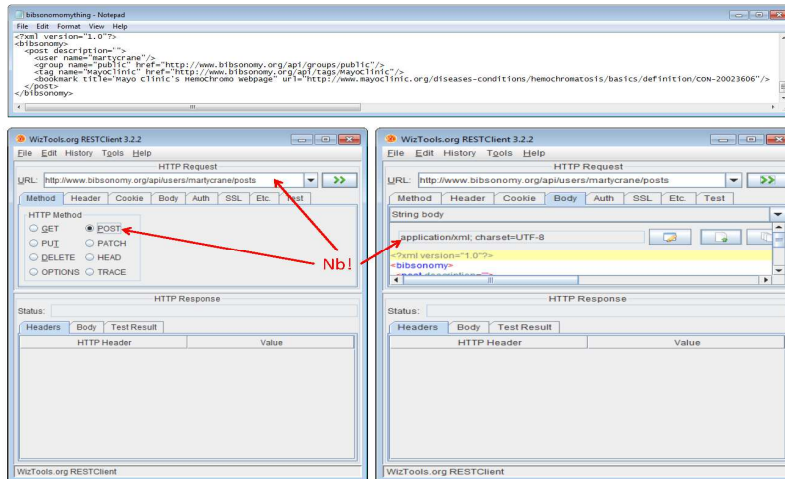 bibsonomomything - Notepad
File Edit Format View Help
<?xml version="1.0"?>
<bibsonomy>
<post description="">
<user name="martycrane"/>
<group name="public" href="http://www.bibsonomy.org/api/groups/public"/>
<tag name="MayoClinic" href="http://www.bibsonomy.org/api/tags/MayoClinic"/>
<bookmark title="Mayo Clinic's Hemochromo Webpage" url="http://www.mayoclinic.org/diseases-conditions/hemochromatosis/basics/definition/CON-20023606"/>
</post>
</bibsonomy>
WizTools.org RESTClient 3.2.2
File Edit History Tools Help
HTTP Request
URL: http://www.bibsonomy.org/api/users/martycrane/posts
Method Header Cookie Body Auth SSL Etc. Test
HTTP Method
GET POST
PUT PATCH
DELETE HEAD
OPTIONS TRACE
HTTP Response
Status:
Headers Body Test Result
HTTP Header Value
WizTools.org RESTClient
Nb!
WizTools.org RESTClient 3.2.2
File Edit History Tools Help
HTTP Request
URL: http://www.bibsonomy.org/api/users/martycrane/posts
Method Header Cookie Body Auth SSL Etc. Test
String body
application/xml; charset=UTF-8
<?xml version="1.0"?>
<bibsonomy>
<post description="">
HTTP Response
Status:
Headers Body Test Result
HTTP Header Value
WizTools.org RESTClient